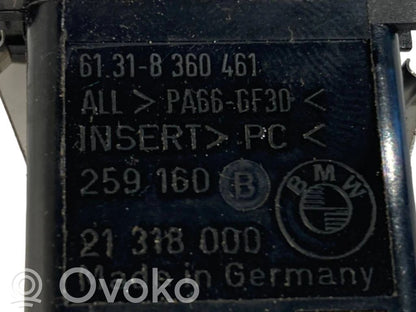 61.31-8 360 461
ALL > PA66-GF30 <
INSERT > PC <
259 160 B BMW
21 318 000
Made in Germany
Ovoko